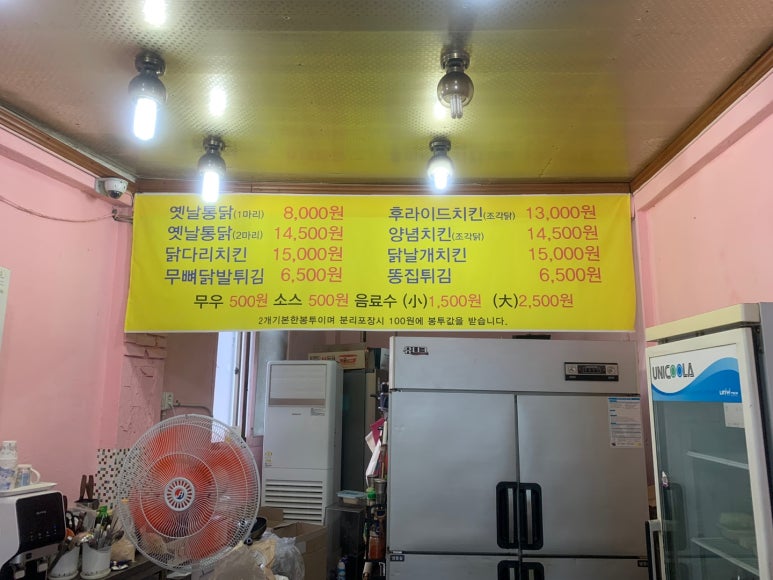 옛날통닭(1마리) 8,000원 후라이드치킨(조각닭) 13,000원
옛날통닭(2마리) 14,500원 양념치킨(조각닭) 14,500원
닭다리치킨 15,000원 닭날개치킨 15,000원
무뼈닭발튀김 6,500원 똥집튀김 6,500원
무우 500원 소스 500원 음료수 (小)1,500원 (大)2,500원
2개기본한봉투이며 분리포장시 100원에 봉투값을 받습니다.
유니크
UNICOOLA